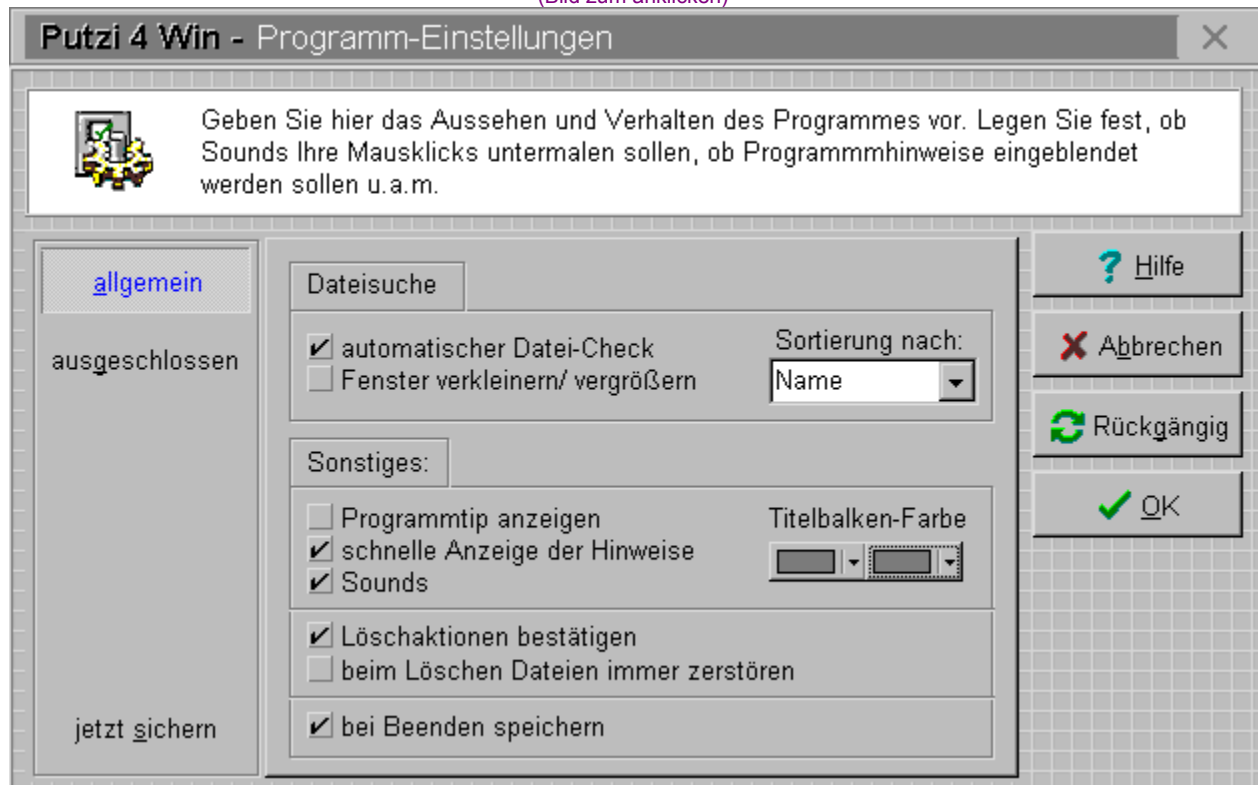 (Bild zum anklicken)
Putzi 4 Win - Programm-Einstellungen
Geben Sie hier das Aussehen und Verhalten des Programmes vor. Legen Sie fest, ob
Sounds Ihre Mausklicks untermalen sollen, ob Programmmhinweise eingeblendet
werden sollen u.a.m.
allgemein
ausgeschlossen
jetzt sichern
Dateisuche
automatischer Datei-Check
Fenster verkleinern/ vergrößern
Sortierung nach:
Name
Sonstiges:
Programmtip anzeigen
schnelle Anzeige der Hinweise
Sounds
Titelbalken-Farbe
Löschaktionen bestätigen
beim Löschen Dateien immer zerstören
bei Beenden speichern
Hilfe
Abbrechen
Rückgängig
OK